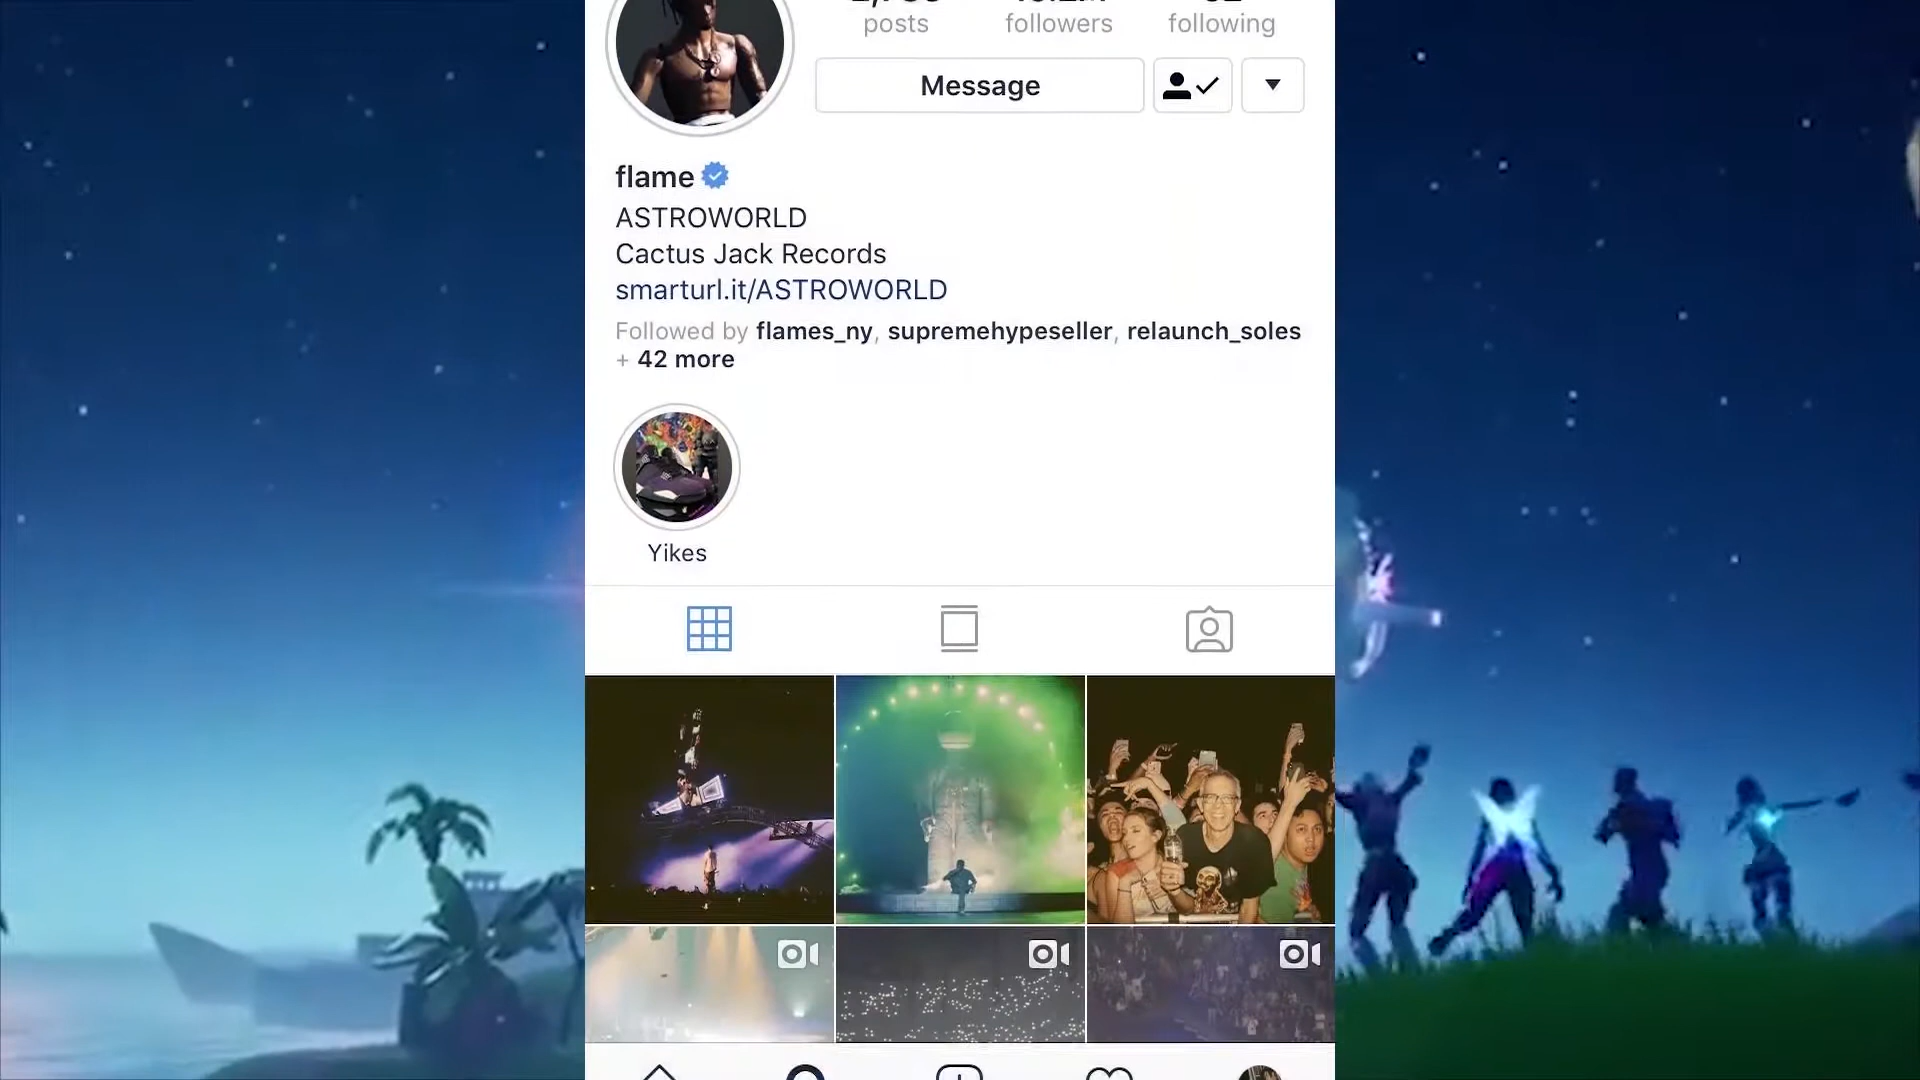 posts followers following
Message
flame
ASTROWORLD
Cactus Jack Records
smarturl.it/ASTROWORLD
Followed by flames_ny, supremehypeseller, relaunch_soles
+ 42 more
Yikes